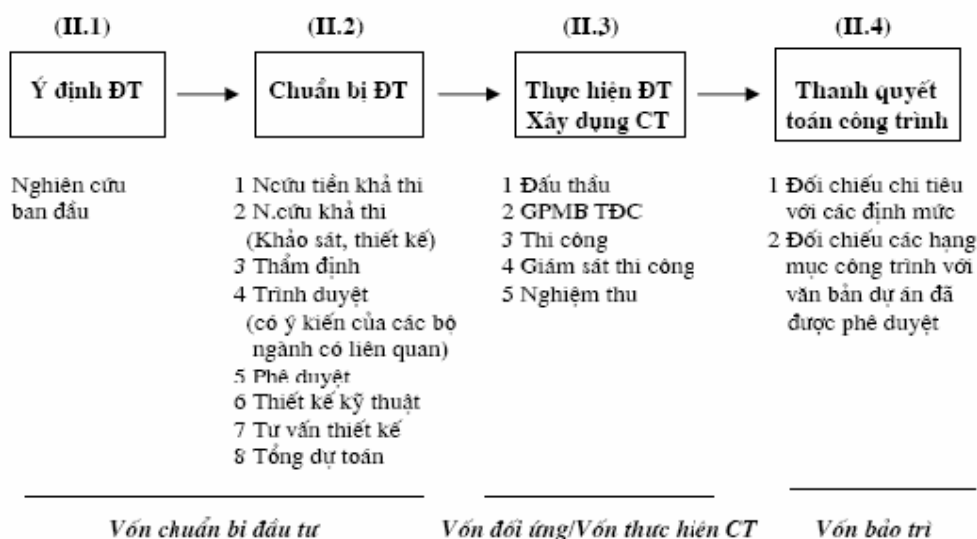 (II.1)
Ý định ĐT
Nghiên cứu
ban đầu
(II.2)
Chuẩn bị ĐT
1 Ncứu tiền khả thi
2 N.cứu khả thi
(Khảo sát, thiết kế)
3 Thẩm định
4 Trình duyệt
(có ý kiến của các bộ
ngành có liên quan)
5 Phê duyệt
6 Thiết kế kỹ thuật
7 Tư vấn thiết kế
8 Tổng dự toán
(II.3)
Thực hiện ĐT
Xây dụng CT
1 Đấu thầu
2 GPMB TĐC
3 Thi công
4 Giám sát thi công
5 Nghiệm thu
(II.4)
Thanh quyết
toán công trình
1 Đối chiếu chi tiêu
với các định mức
2 Đối chiếu các hạng
mục công trình với
văn bản dự án đã
được phê duyệt
Vốn chuẩn bị đầu tư
Vốn đối ứng/Vốn thực hiện CT
Vốn bảo trì